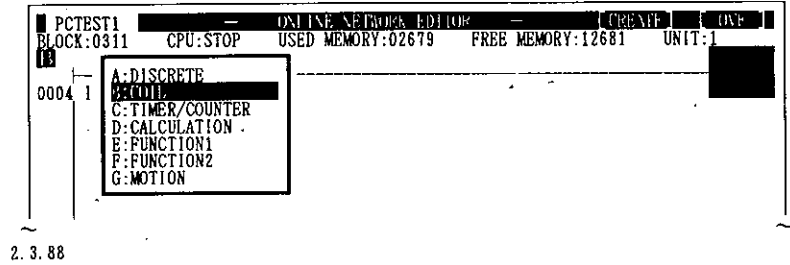 PCTEST1 — ONLINE NETWORK EDITOR — CREATE OVR
BLOCK:0311 CPU:STOP USED MEMORY:02679 FREE MEMORY:12681 UNIT:1
0004 1
A:DISCRETE
B:COIL
C:TIMER/COUNTER
D:CALCULATION
E:FUNCTION1
F:FUNCTION2
G:MOTION
2.3.88